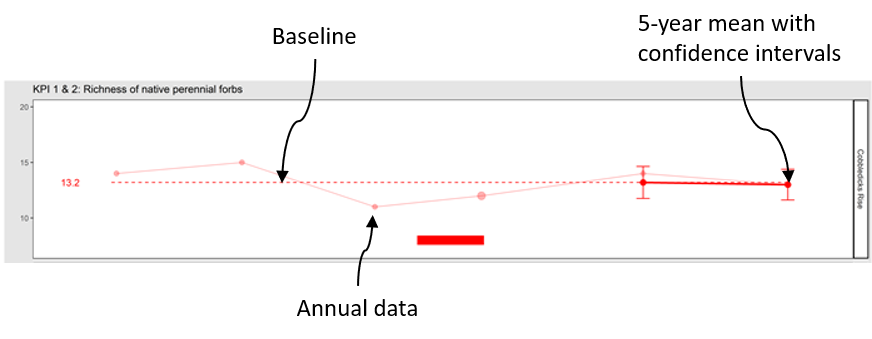 Baseline
5-year mean with
confidence intervals
KPI 1 & 2: Richness of native perennial forbs
20
15
13.2
10
Cobbledicks Rise
Annual data